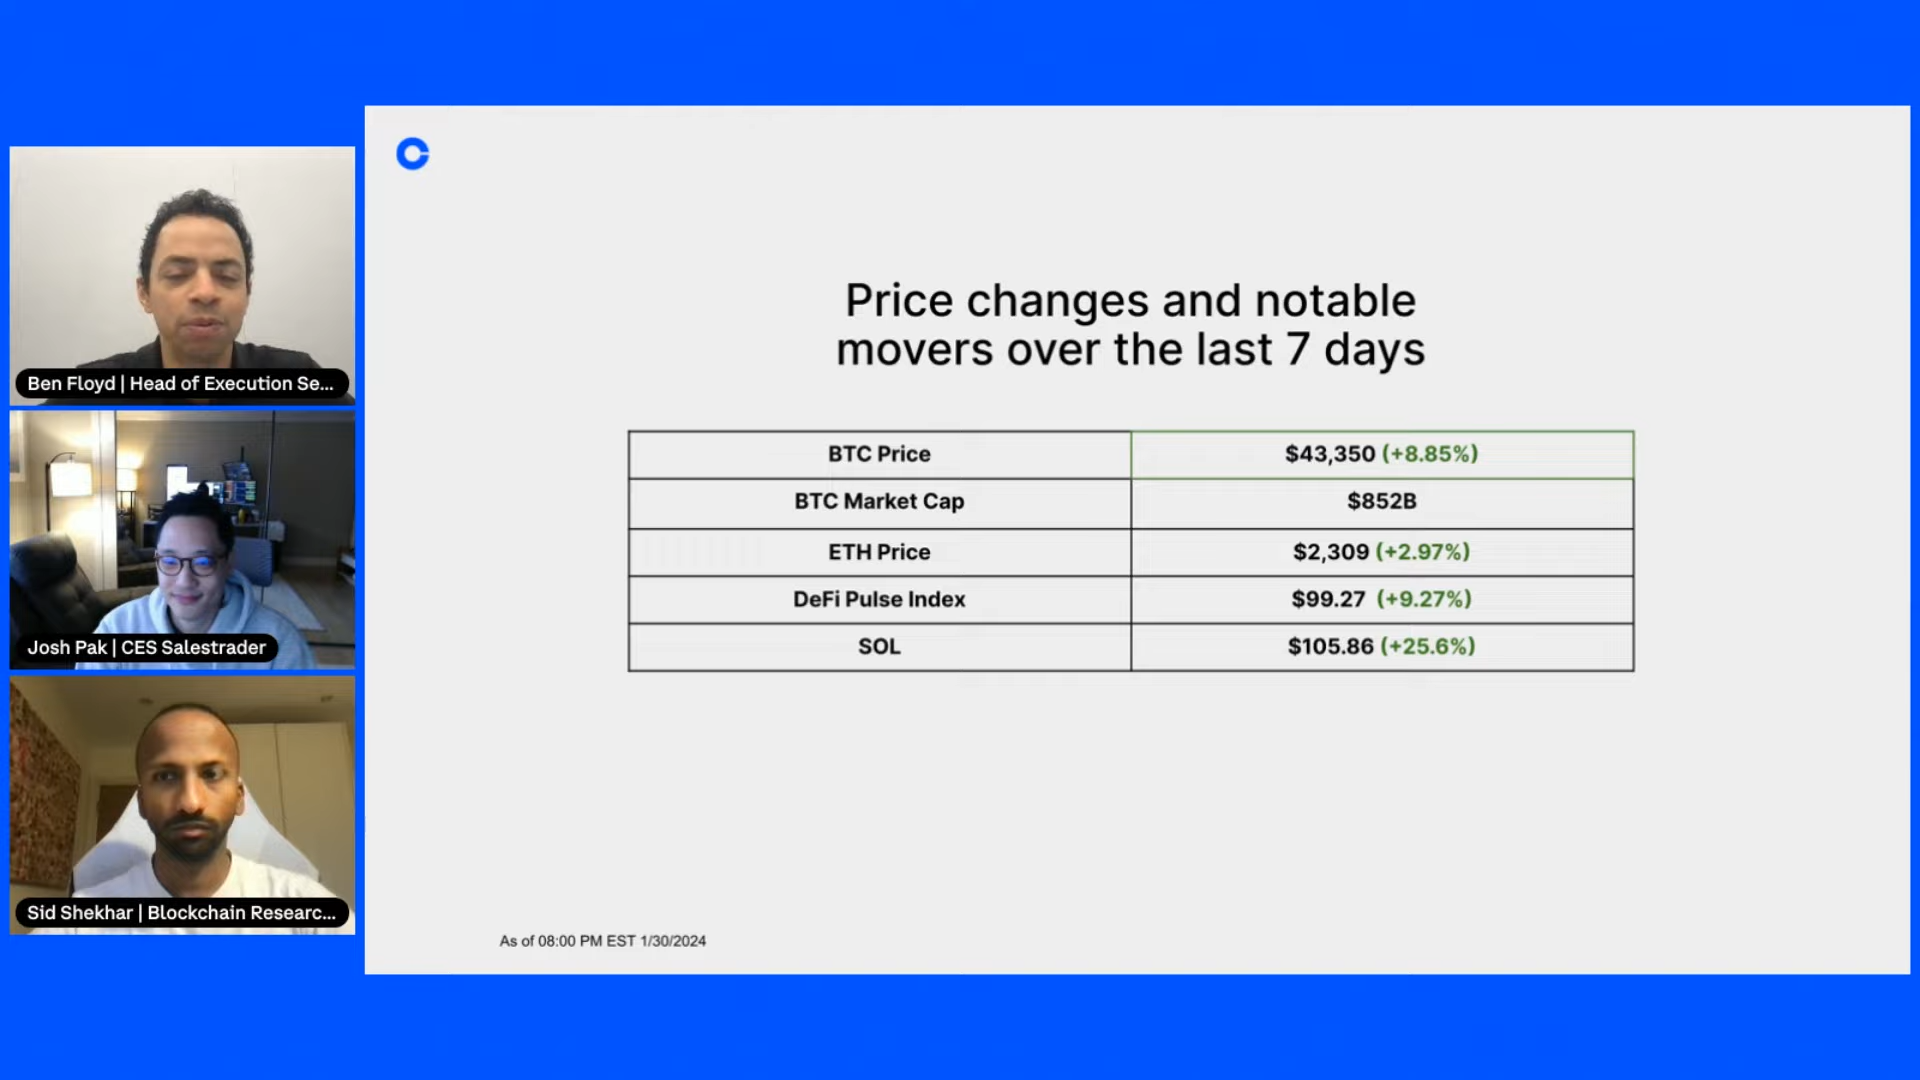 Ben Floyd | Head of Execution Se...
Josh Pak | CES Salestrader
Sid Shekhar | Blockchain Researc...
Price changes and notable
movers over the last 7 days
BTC Price $43,350 (+8.85%)
BTC Market Cap $852B
ETH Price $2,309 (+2.97%)
DeFi Pulse Index $99.27 (+9.27%)
SOL $105.86 (+25.6%)
As of 08:00 PM EST 1/30/2024